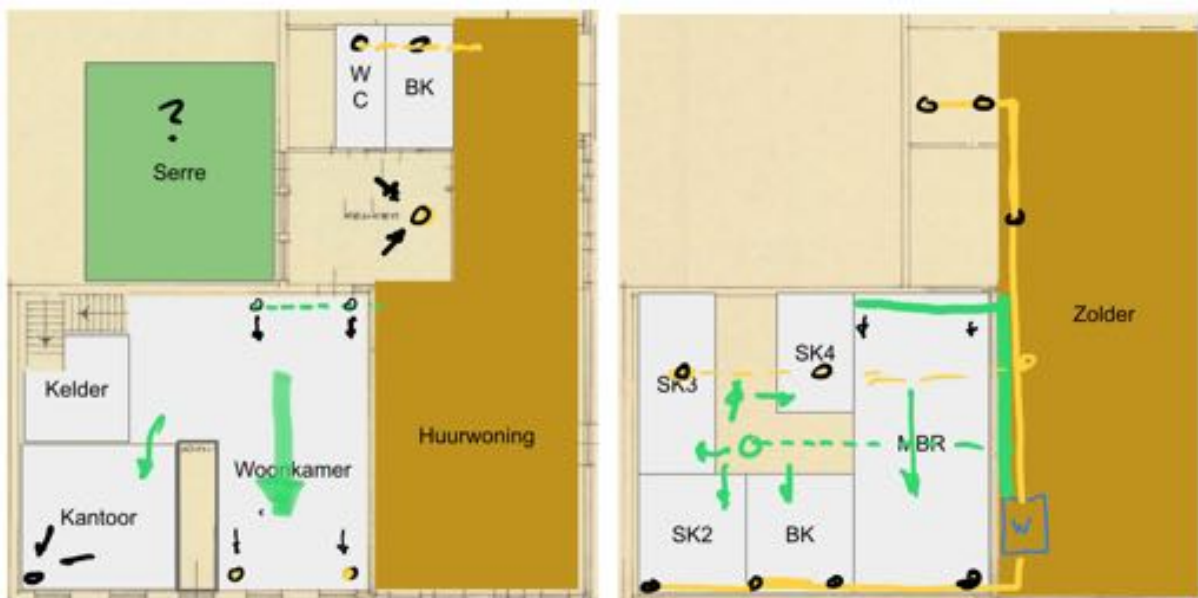 W
C
BK
?
Serre
Kelder
Huurwoning
Woonkamer
Kantoor
SK4
SK3
Zolder
MBR
SK2
BK
W